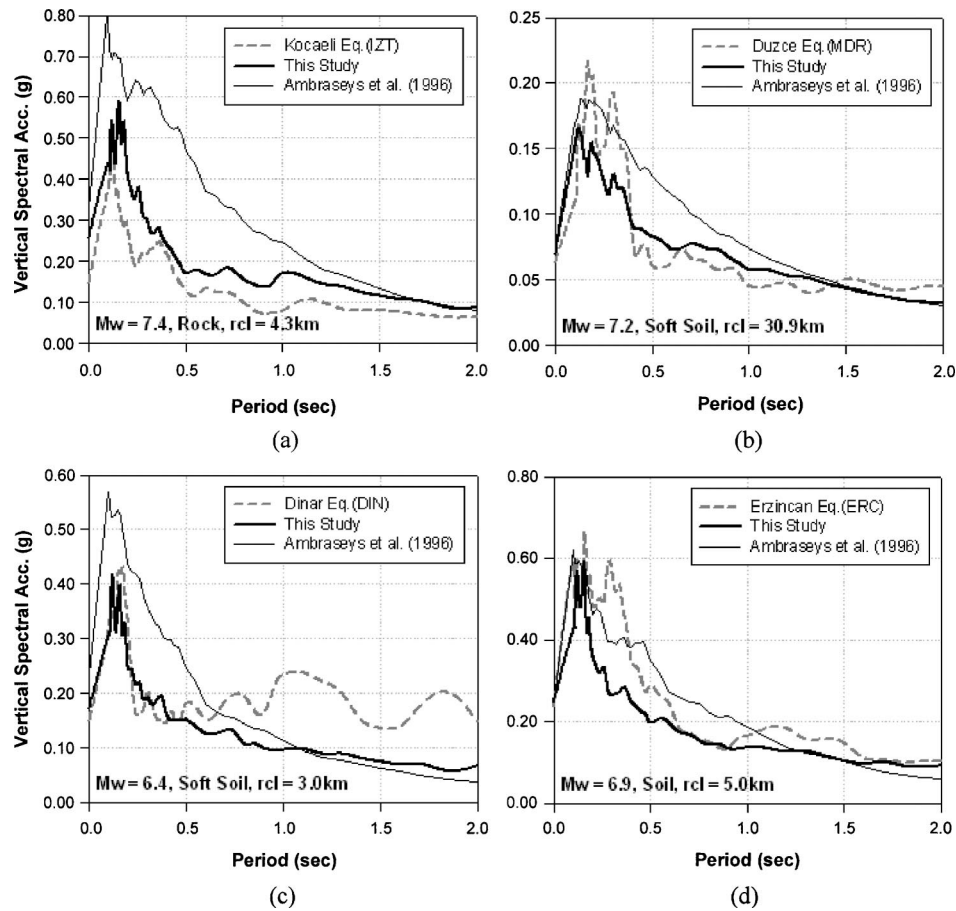 0.80
0.70
0.60
0.50
0.40
0.30
0.20
0.10
0.00
Vertical Spectral Acc. (g)
Kocaeli Eq.(IZT)
This Study
Ambraseys et al. (1996)
Mw = 7.4, Rock, rcl = 4.3km
0.0 0.5 1.0 1.5 2.0
Period (sec)
(a)
0.25
0.20
0.15
0.10
0.05
0.00
Duzce Eq.(MDR)
This Study
Ambraseys et al. (1996)
Mw = 7.2, Soft Soil, rcl = 30.9km
0.0 0.5 1.0 1.5 2.0
Period (sec)
(b)
0.60
0.50
0.40
0.30
0.20
0.10
0.00
Vertical Spectral Acc. (g)
Dinar Eq.(DIN)
This Study
Ambraseys et al. (1996)
Mw = 6.4, Soft Soil, rcl = 3.0km
0.0 0.5 1.0 1.5 2.0
Period (sec)
(c)
0.80
0.60
0.40
0.20
0.00
Erzincan Eq.(ERC)
This Study
Ambraseys et al. (1996)
Mw = 6.9, Soil, rcl = 5.0km
0.0 0.5 1.0 1.5 2.0
Period (sec)
(d)